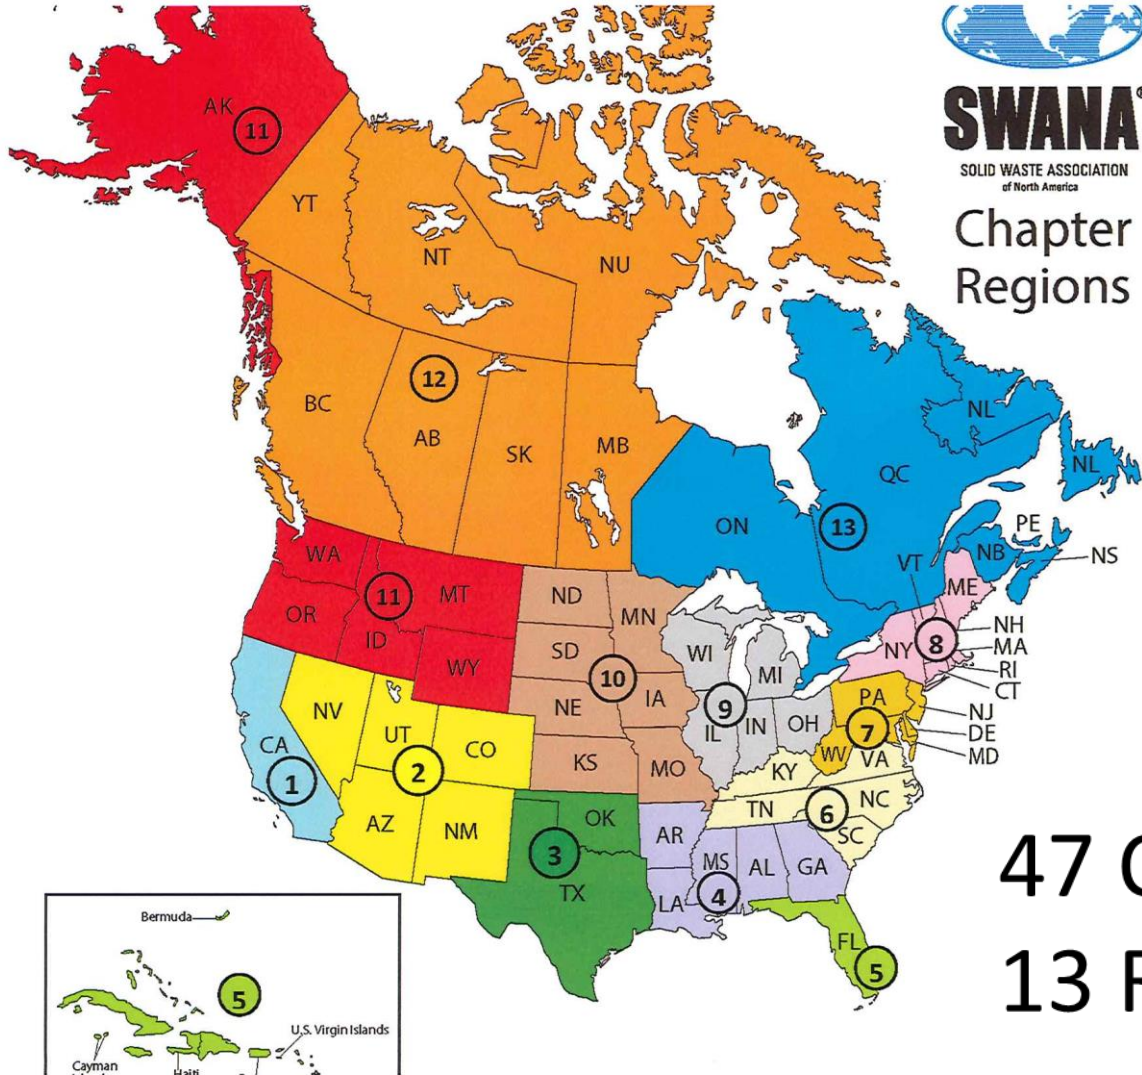 SWANA®
SOLID WASTE ASSOCIATION
of North America
Chapter
Regions
AK
11
YT
NT
NU
BC
12
AB
SK
MB
NL
QC
NL
ON
13
PE
NB
NS
VT
ME
WA
MT
11
OR
ID
WY
ND
MN
SD
10
NE
IA
KS
MO
WI
MI
9
IL
IN
OH
NY
8
NH
MA
RI
CT
PA
NJ
7
DE
MD
WV
VA
KY
NC
TN
6
SC
NV
UT
CO
CA
1
2
AZ
NM
OK
3
TX
AR
MS
AL
GA
LA
4
FL
5
47
13
Bermuda
5
U.S. Virgin Islands
Cayman
Haiti